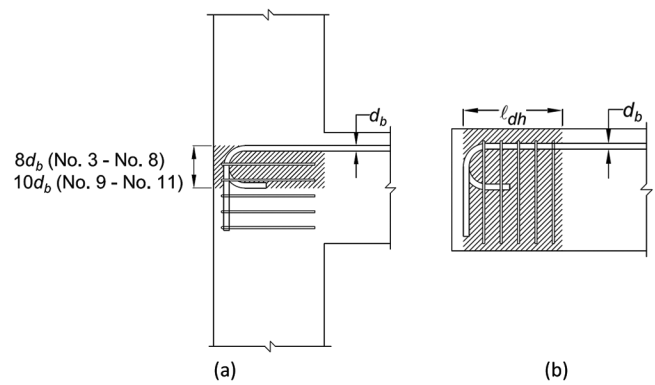 d_b
8d_b (No. 3 - No. 8)
10d_b (No. 9 - No. 11)
ℓ_dh
d_b
(a)
(b)